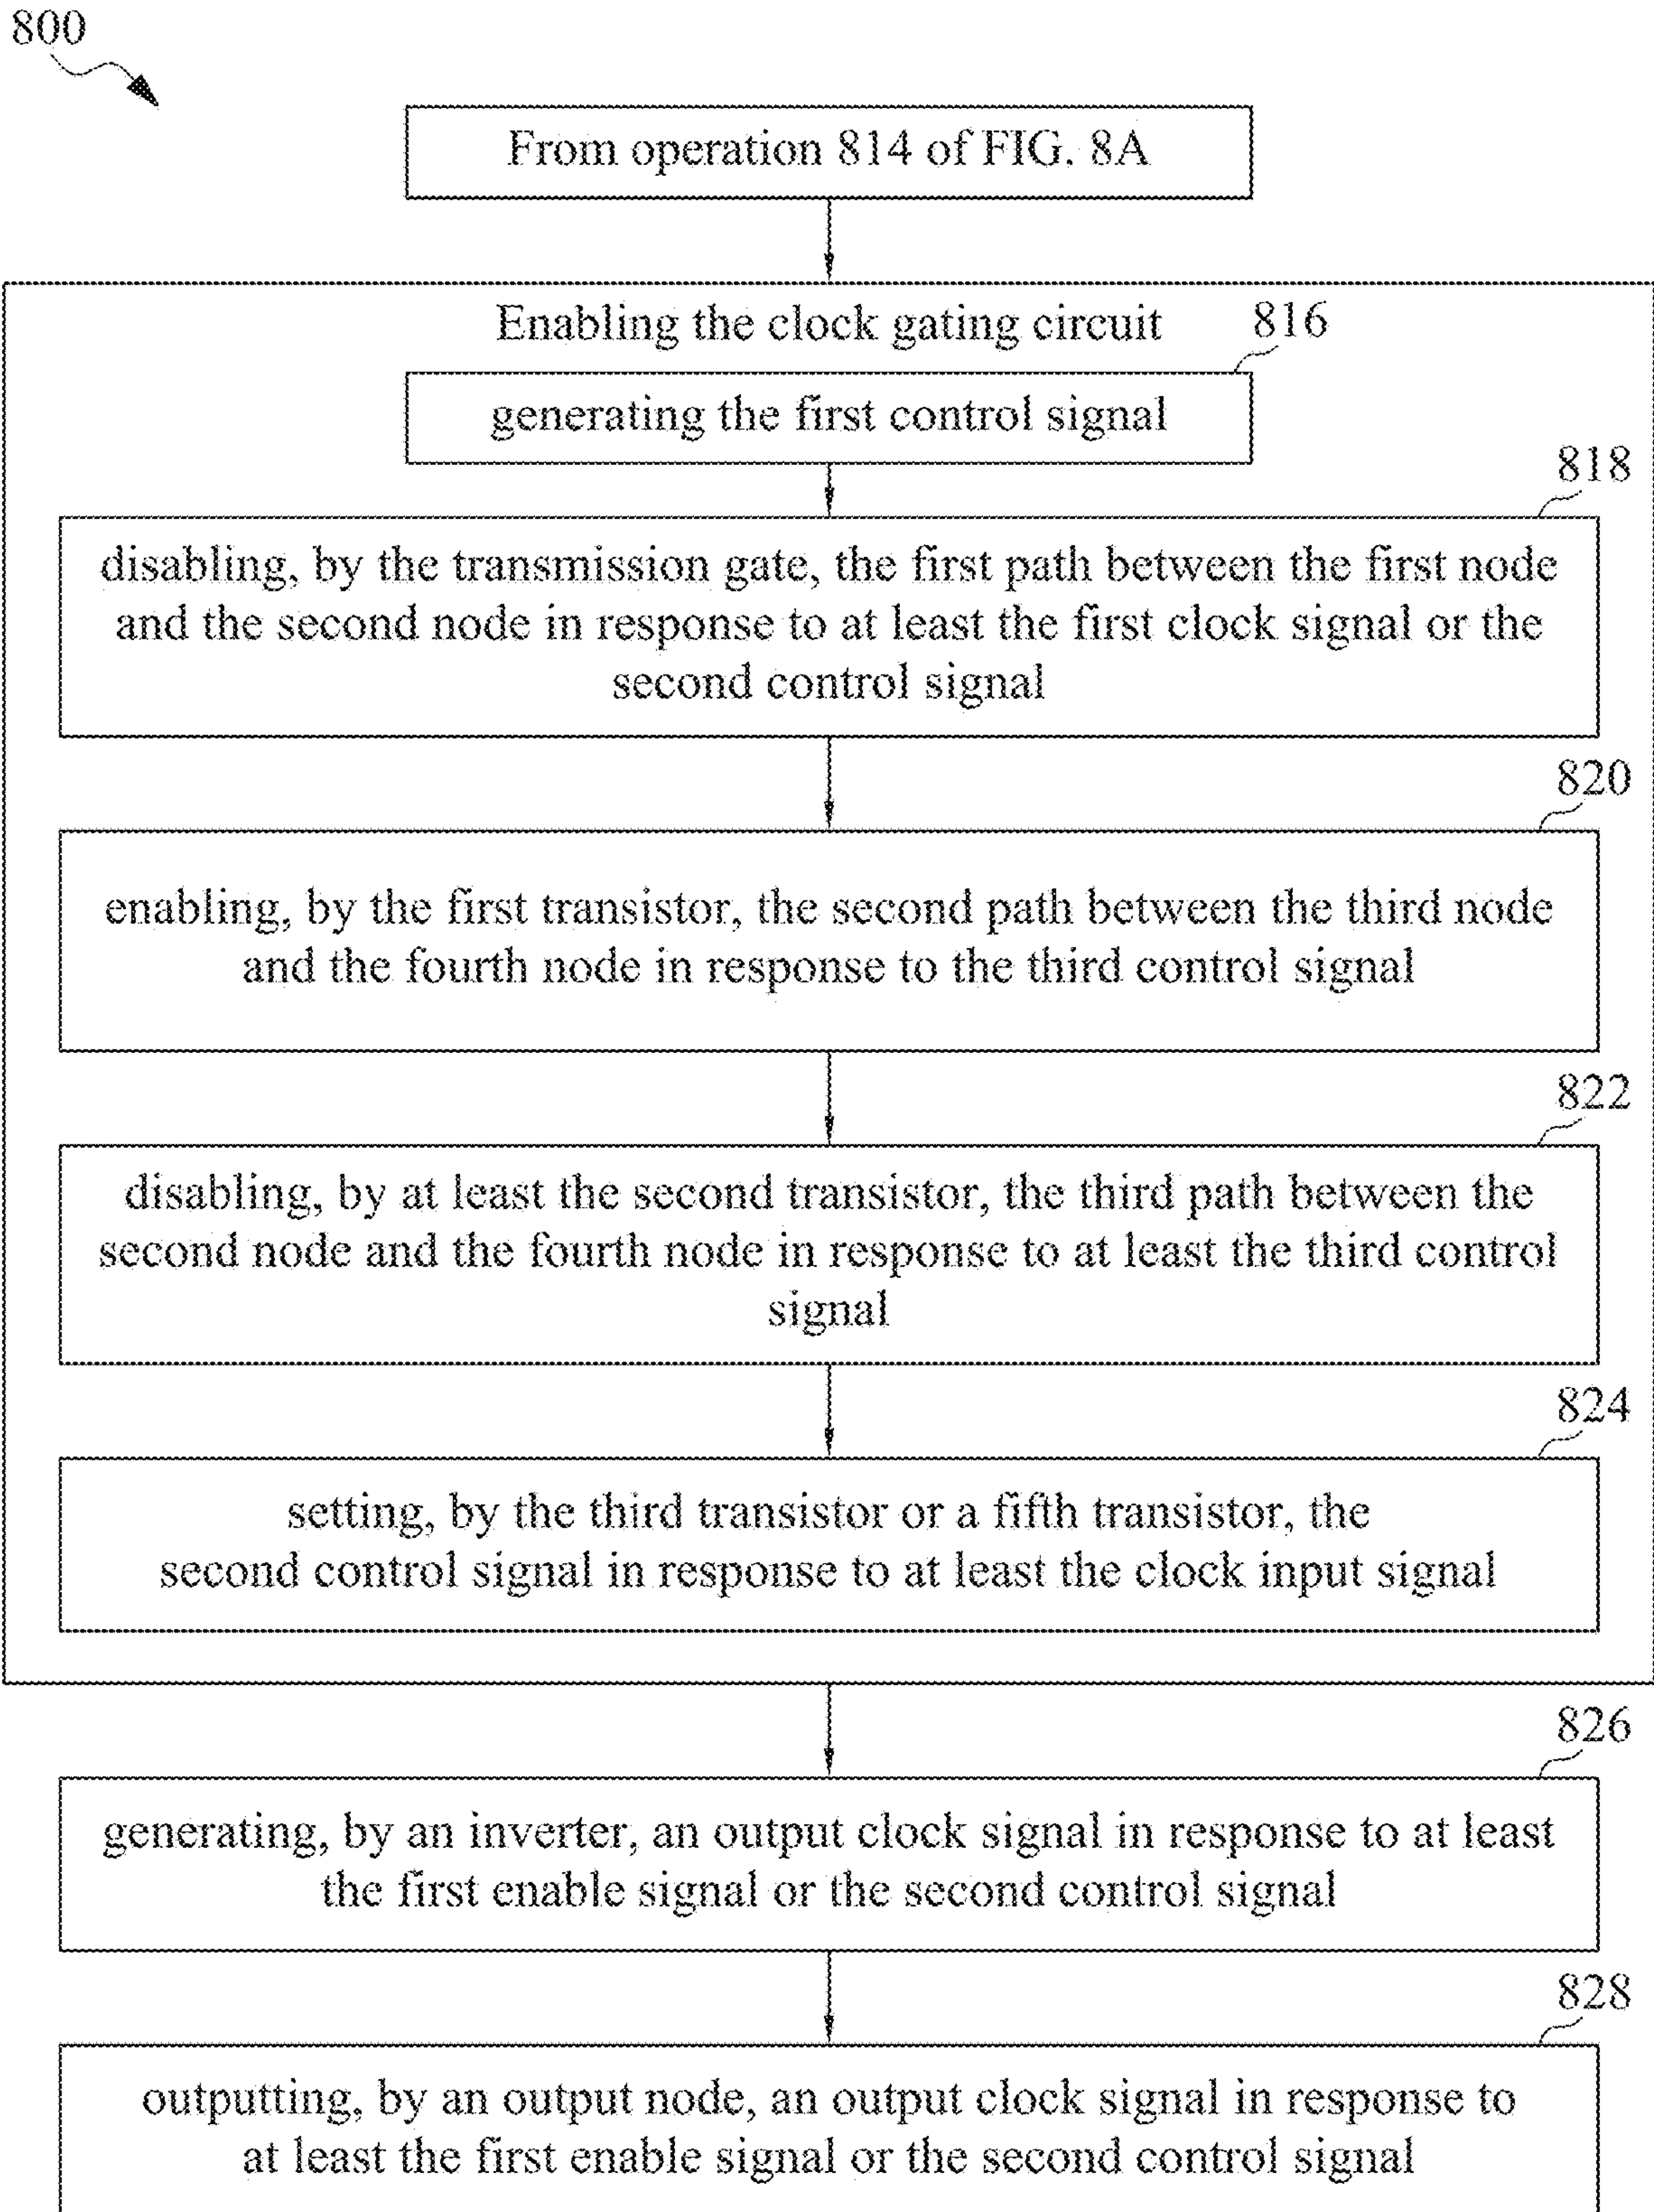 800
From operation 814 of FIG. 8A
Enabling the clock gating circuit
816
generating the first control signal
818
disabling, by the transmission gate, the first path between the first node
and the second node in response to at least the first clock signal or the
second control signal
820
enabling, by the first transistor, the second path between the third node
and the fourth node in response to the third control signal
822
disabling, by at least the second transistor, the third path between the
second node and the fourth node in response to at least the third control
signal
824
setting, by the third transistor or a fifth transistor, the
second control signal in response to at least the clock input signal
826
generating, by an inverter, an output clock signal in response to at least
the first enable signal or the second control signal
828
outputting, by an output node, an output clock signal in response to
at least the first enable signal or the second control signal